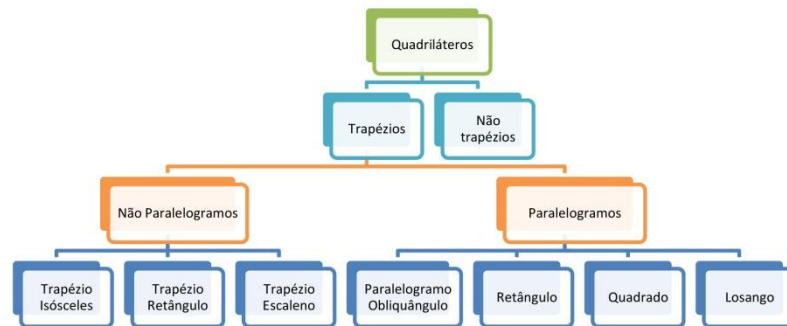 Quadriláteros
Trapézios
Não
trapézios
Não Paralelogramos
Paralelogramos
Trapézio
Isósceles
Trapézio
Retângulo
Trapézio
Escaleno
Paralelogramo
Obliquângulo
Retângulo
Quadrado
Losango